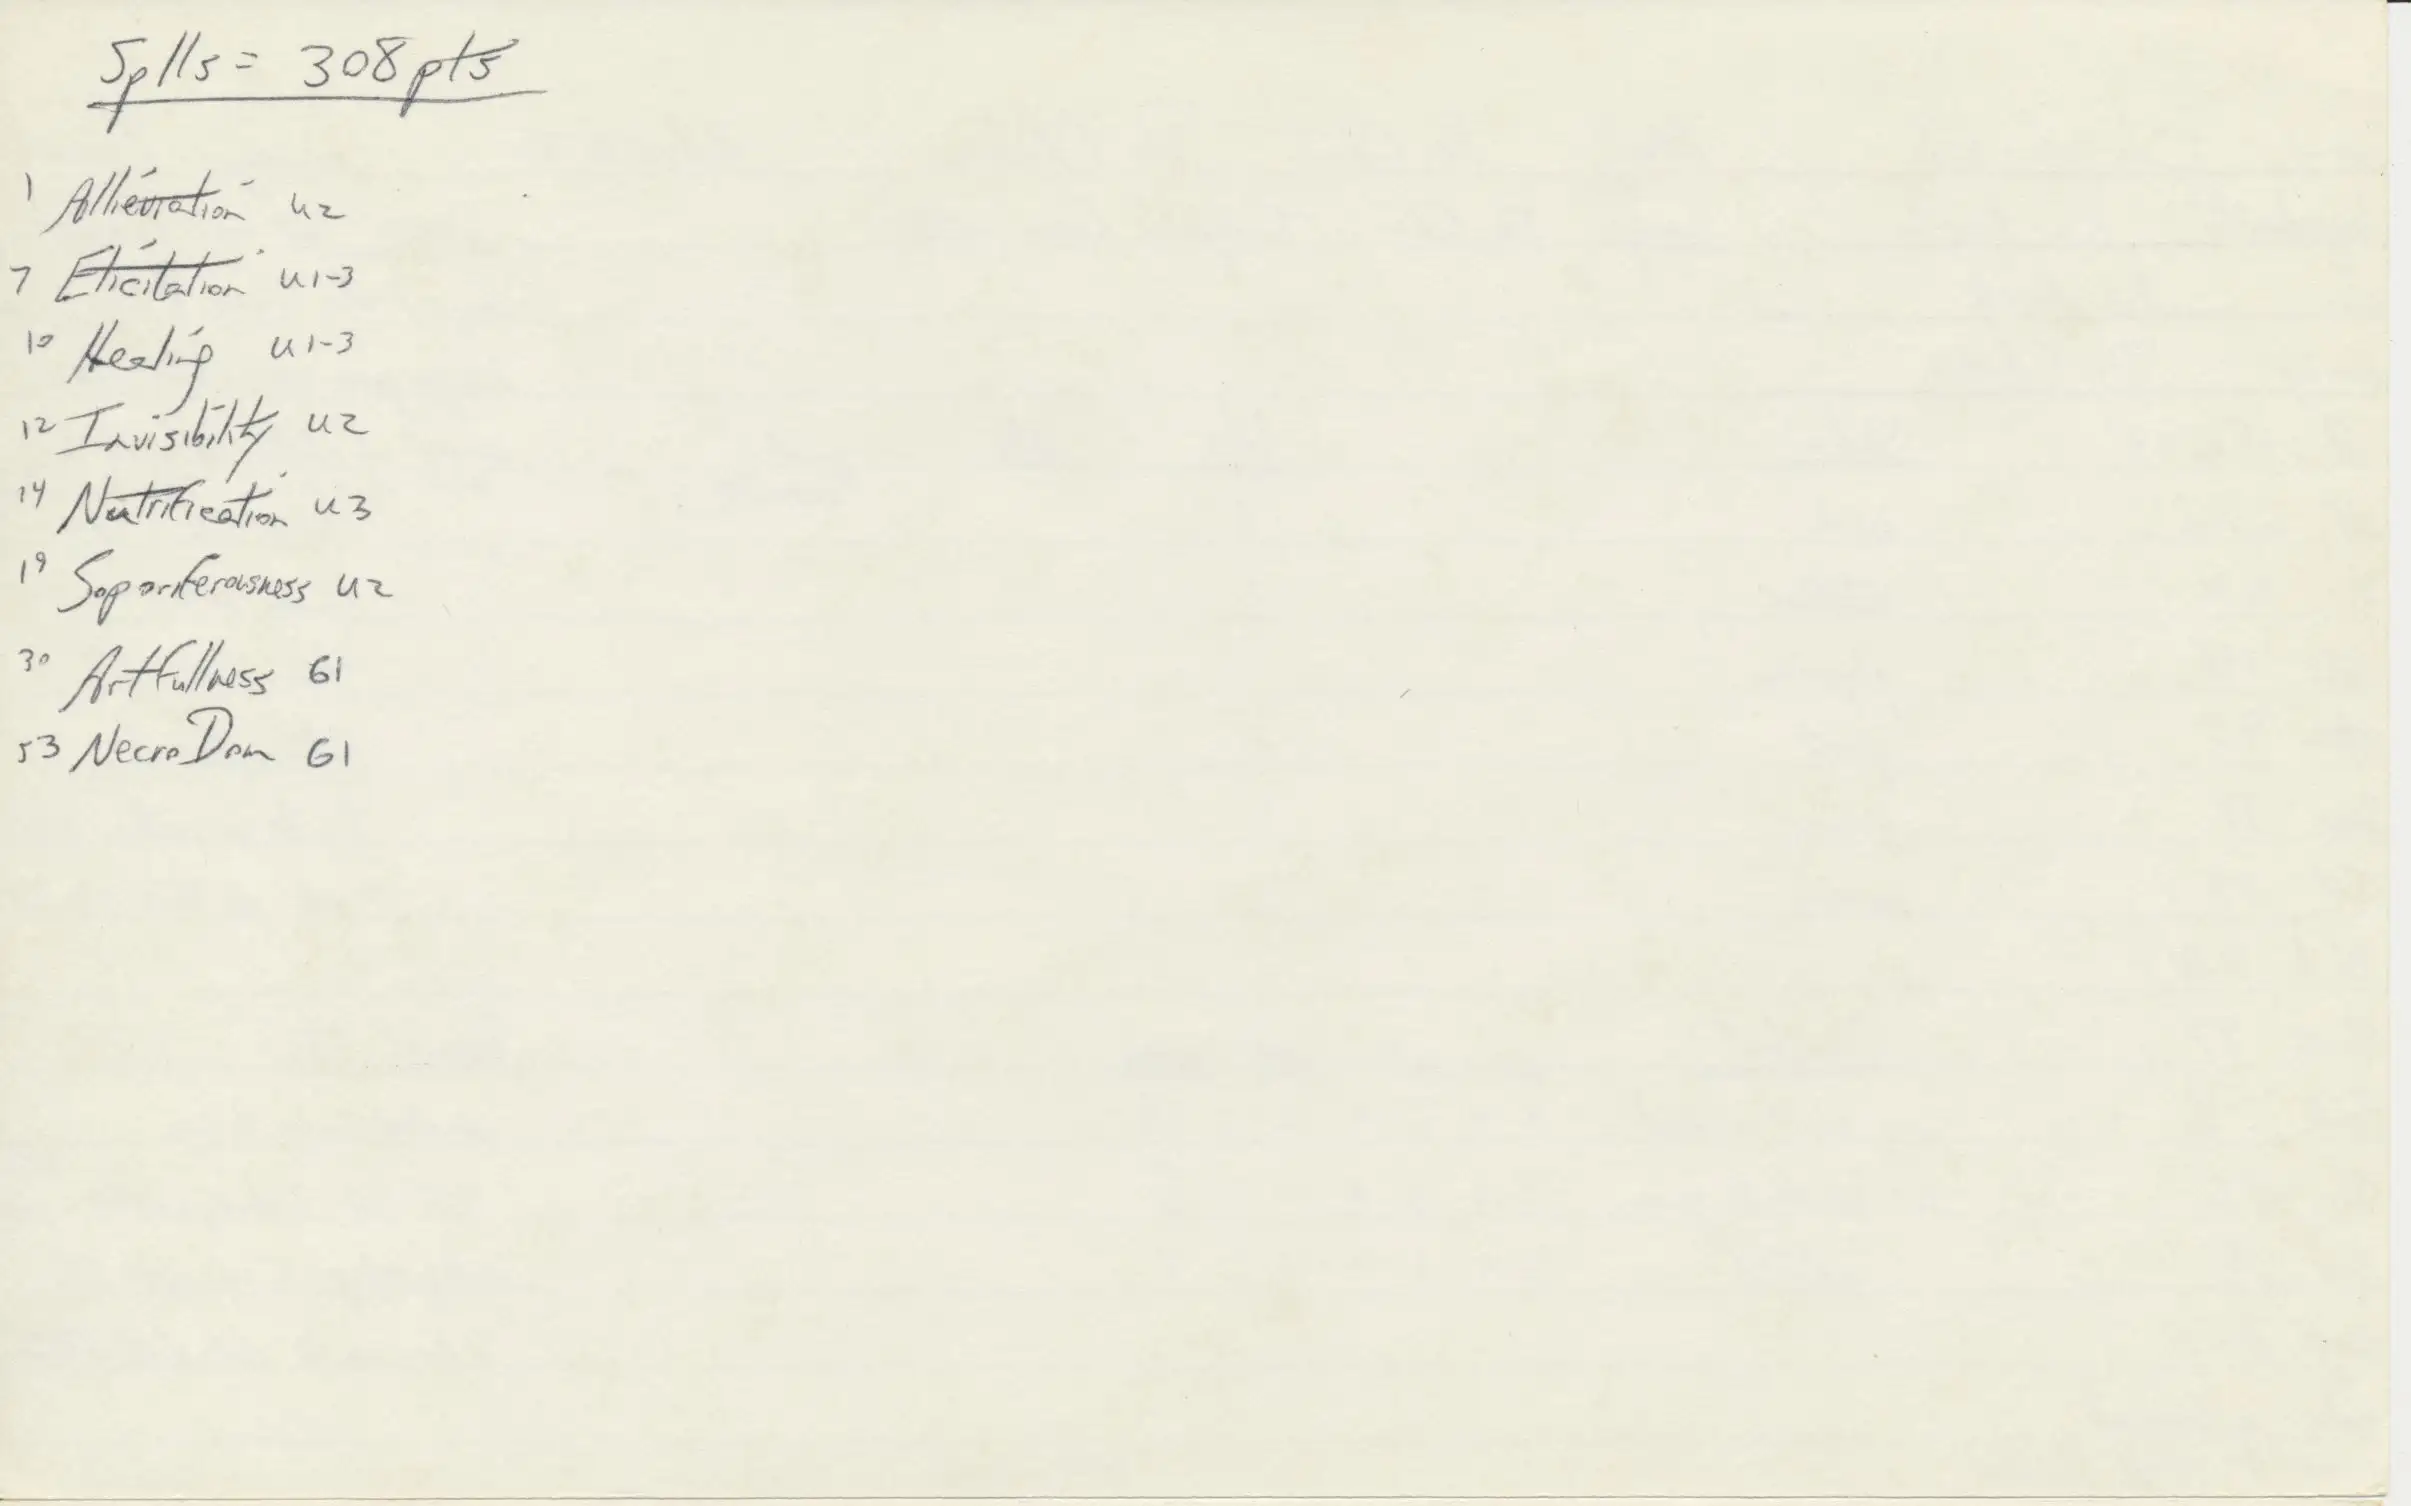 Splls = 308 pts
1 Allieviation u2
7 Elicitation u1-3
10 Healing u1-3
12 Invisibility u2
14 Nutrification u3
19 Soporiferousness u2
30 Artfullness G1
53 NecroDom G1